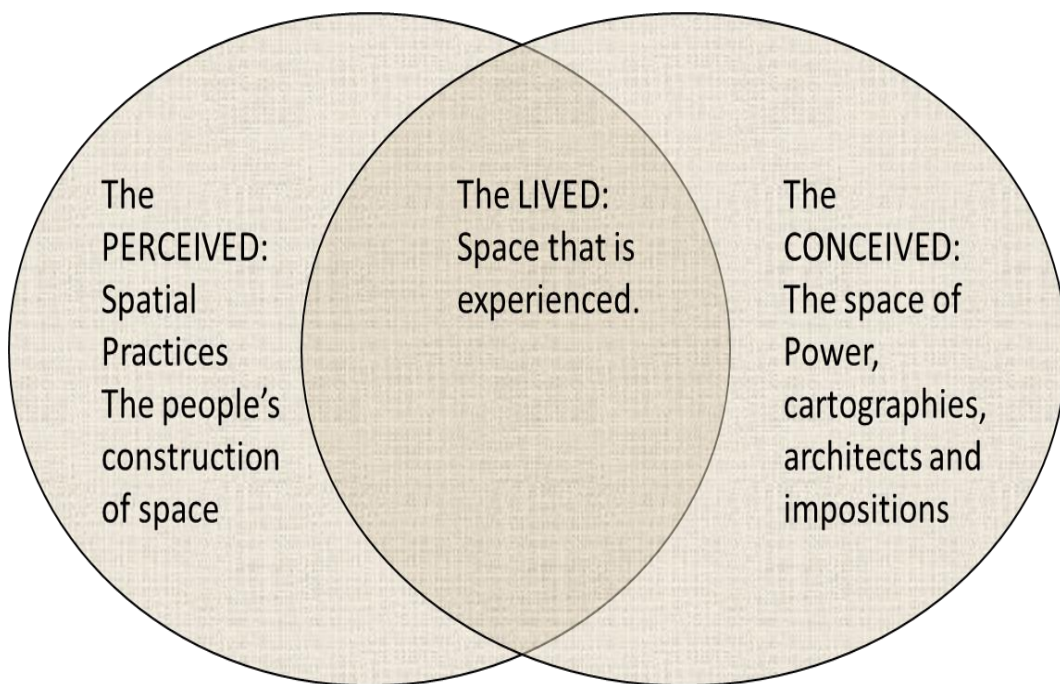 The
PERCEIVED:
Spatial
Practices
The people’s
construction
of space
The LIVED:
Space that is
experienced.
The
CONCEIVED:
The space of
Power,
cartographies,
architects and
impositions